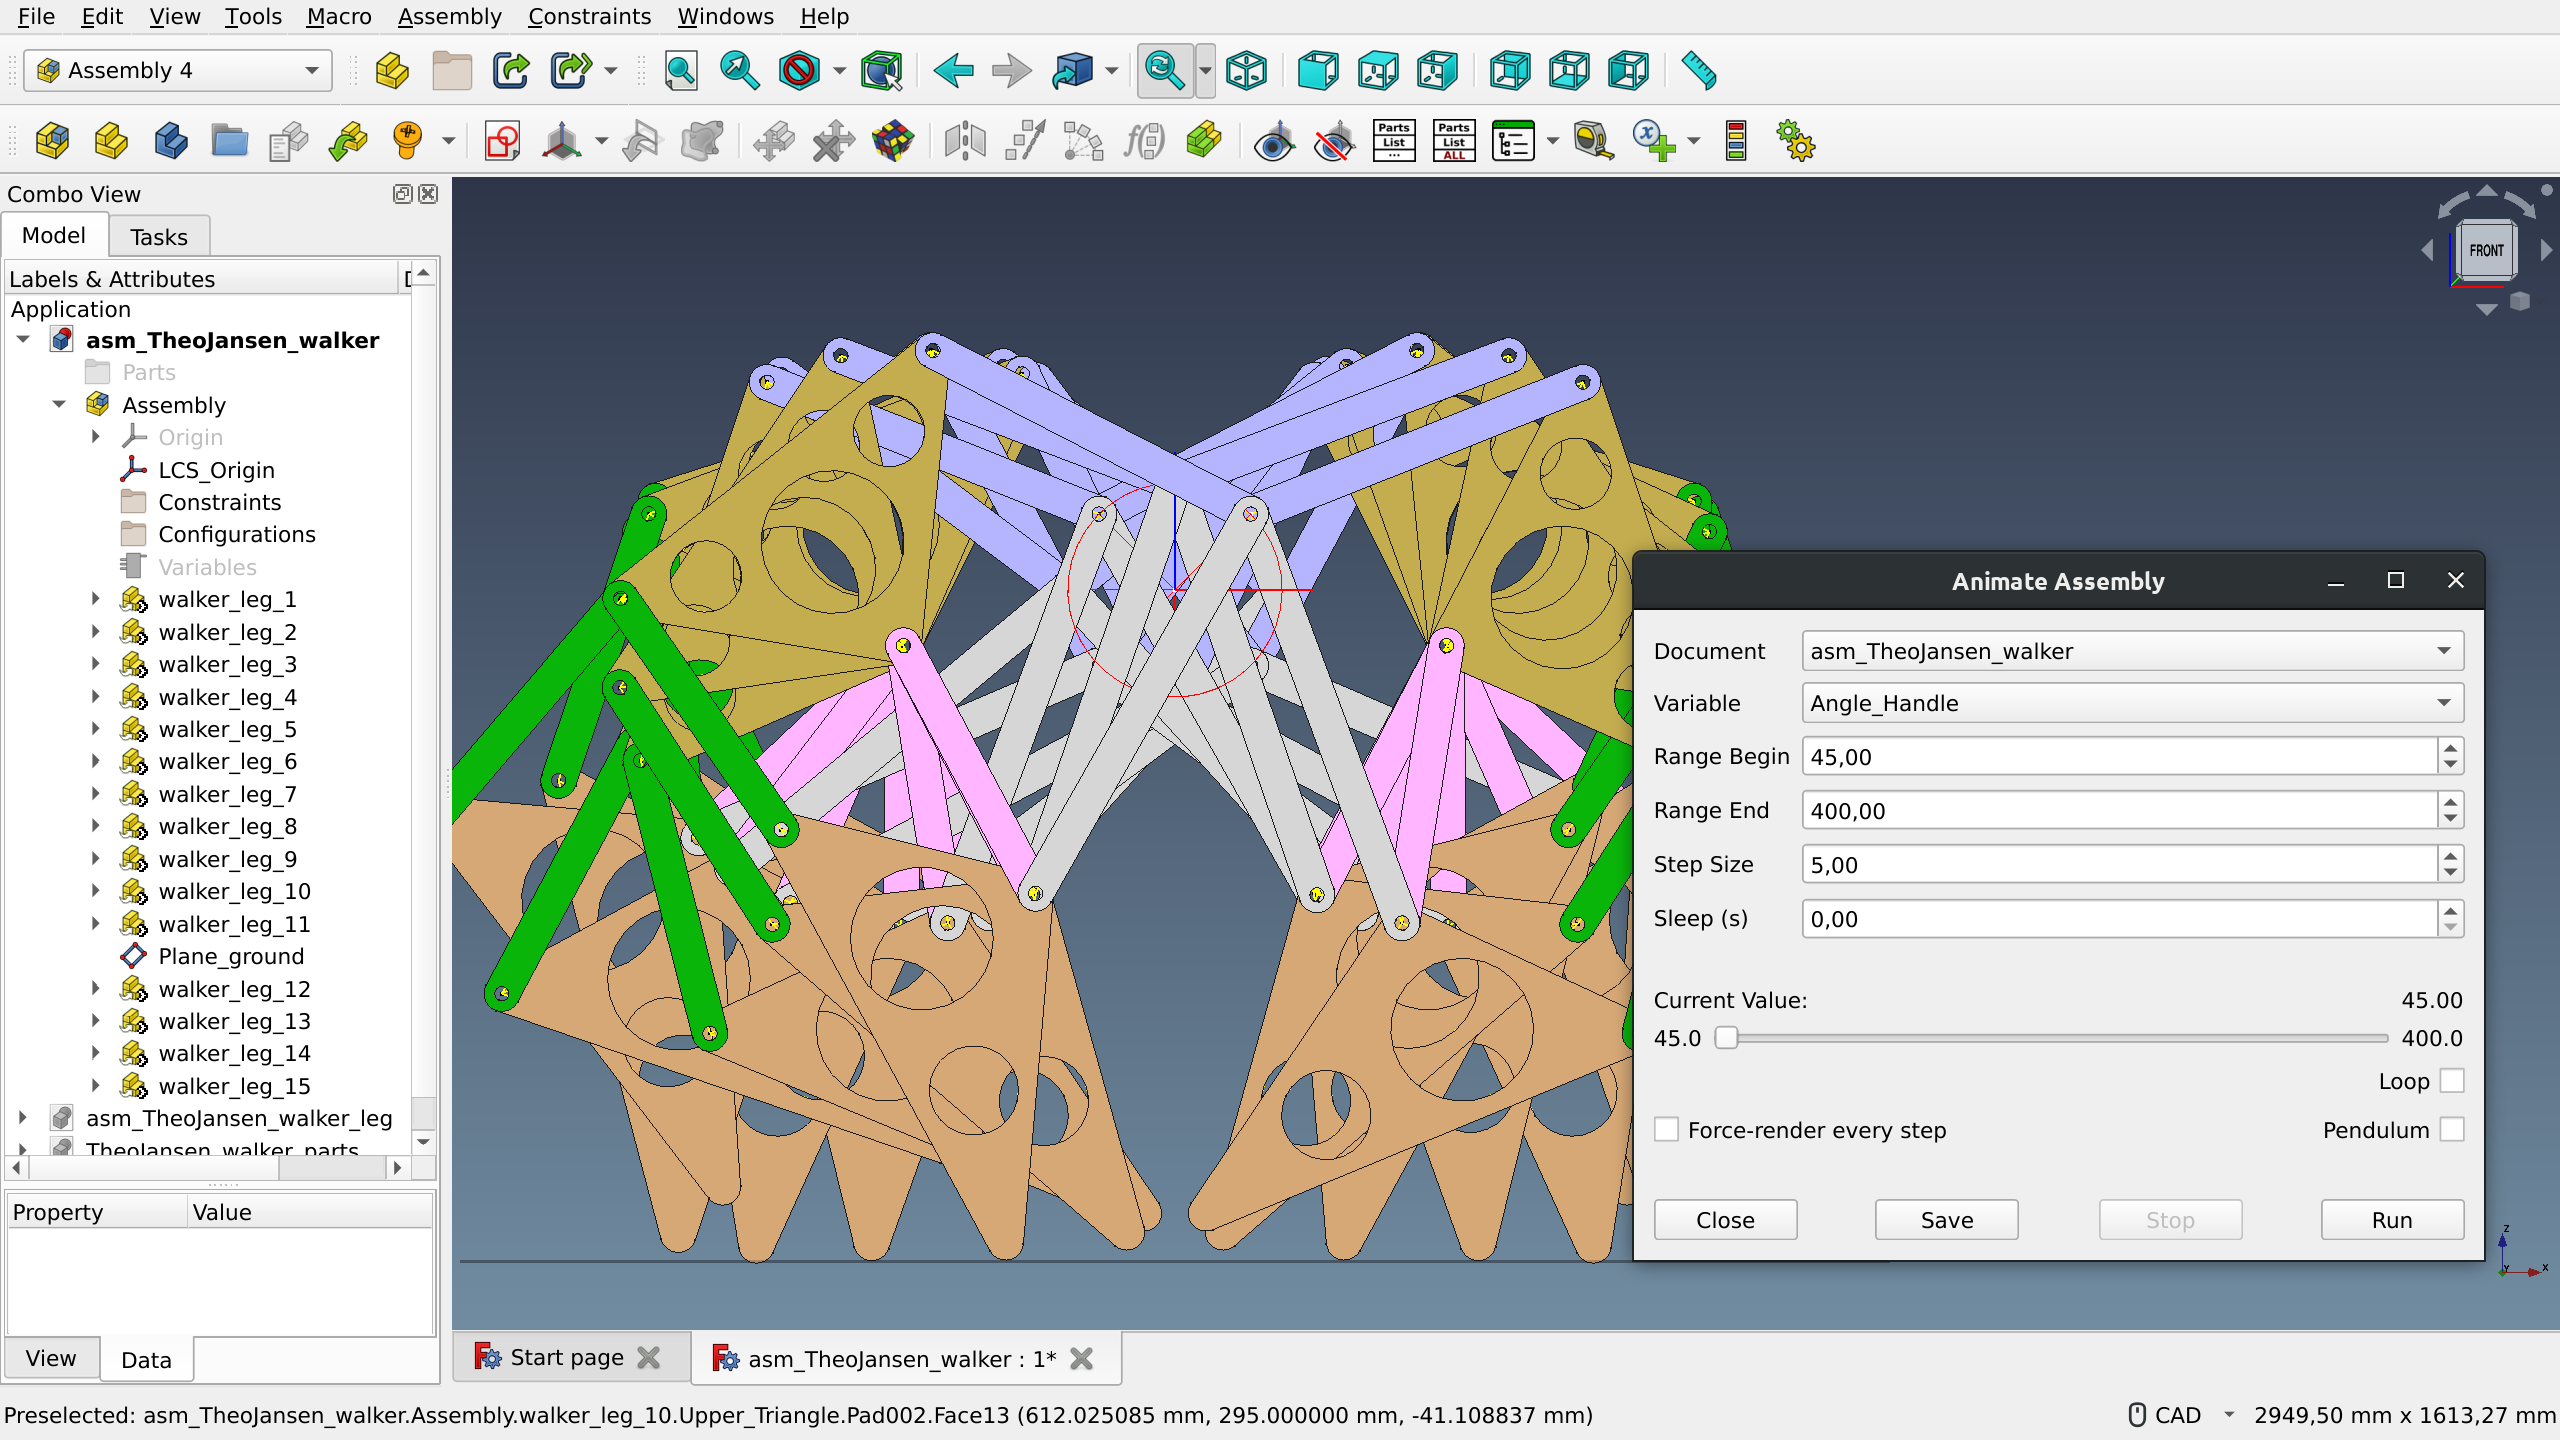 File Edit View Tools Macro Assembly Constraints Windows Help
Assembly 4
Parts List ...
Parts List ALL
f()
x
Combo View
Model Tasks
Labels & Attributes
Application
asm_TheoJansen_walker
Parts
Assembly
Origin
LCS_Origin
Constraints
Configurations
Variables
walker_leg_1
walker_leg_2
walker_leg_3
walker_leg_4
walker_leg_5
walker_leg_6
walker_leg_7
walker_leg_8
walker_leg_9
walker_leg_10
walker_leg_11
Plane_ground
walker_leg_12
walker_leg_13
walker_leg_14
walker_leg_15
asm_TheoJansen_walker_leg
TheoJansen_walker_parts
Property Value
View Data
FRONT
Animate Assembly
Document asm_TheoJansen_walker
Variable Angle_Handle
Range Begin 45,00
Range End 400,00
Step Size 5,00
Sleep (s) 0,00
Current Value: 45.00
45.0 400.0
Loop
Force-render every step Pendulum
Close Save Stop Run
z
x
Y
Start page asm_TheoJansen_walker : 1*
Preselected: asm_TheoJansen_walker.Assembly.walker_leg_10.Upper_Triangle.Pad002.Face13 (612.025085 mm, 295.000000 mm, -41.108837 mm) CAD 2949,50 mm x 1613,27 mm